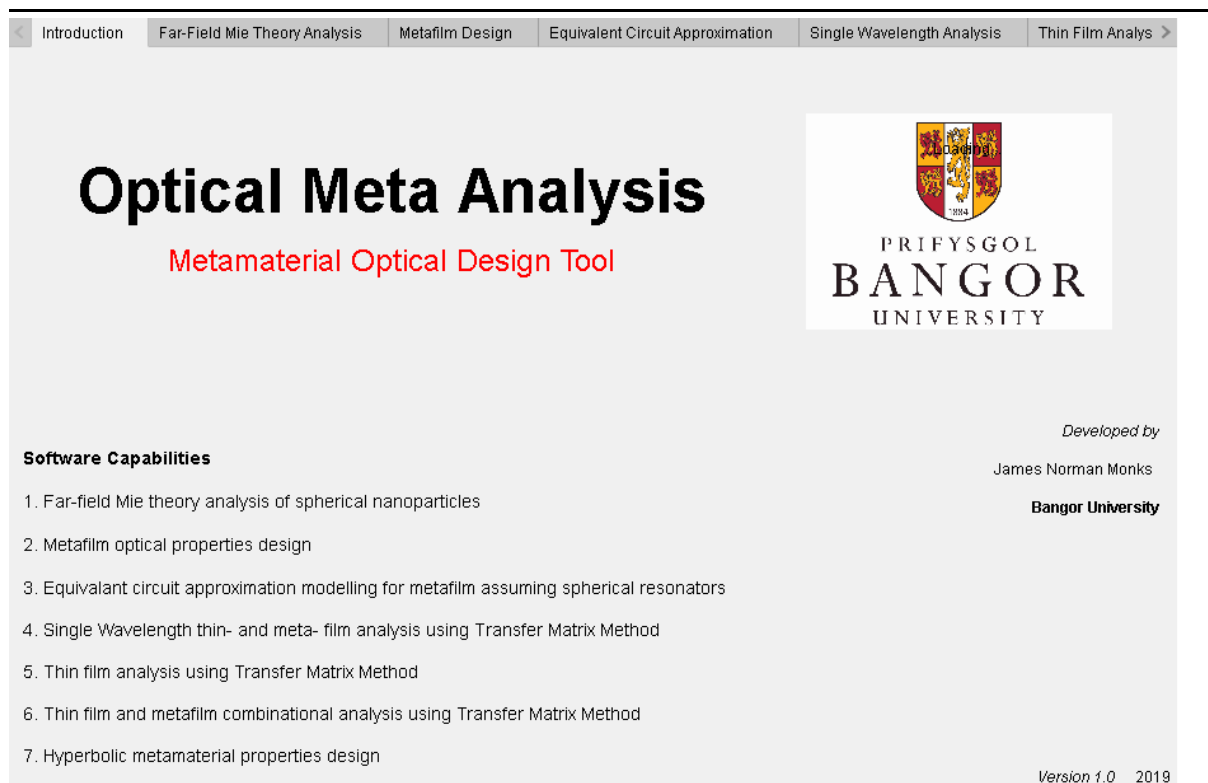 Introduction Far-Field Mie Theory Analysis Metafilm Design Equivalent Circuit Approximation Single Wavelength Analysis Thin Film Analys
Optical Meta Analysis
Metamaterial Optical Design Tool
Loading...
1884
PRIFYSGOL
BANGOR
UNIVERSITY
Developed by
James Norman Monks
Bangor University
Software Capabilities
1. Far-field Mie theory analysis of spherical nanoparticles
2. Metafilm optical properties design
3. Equivalant circuit approximation modelling for metafilm assuming spherical resonators
4. Single Wavelength thin- and meta- film analysis using Transfer Matrix Method
5. Thin film analysis using Transfer Matrix Method
6. Thin film and metafilm combinational analysis using Transfer Matrix Method
7. Hyperbolic metamaterial properties design
Version 1.0 2019